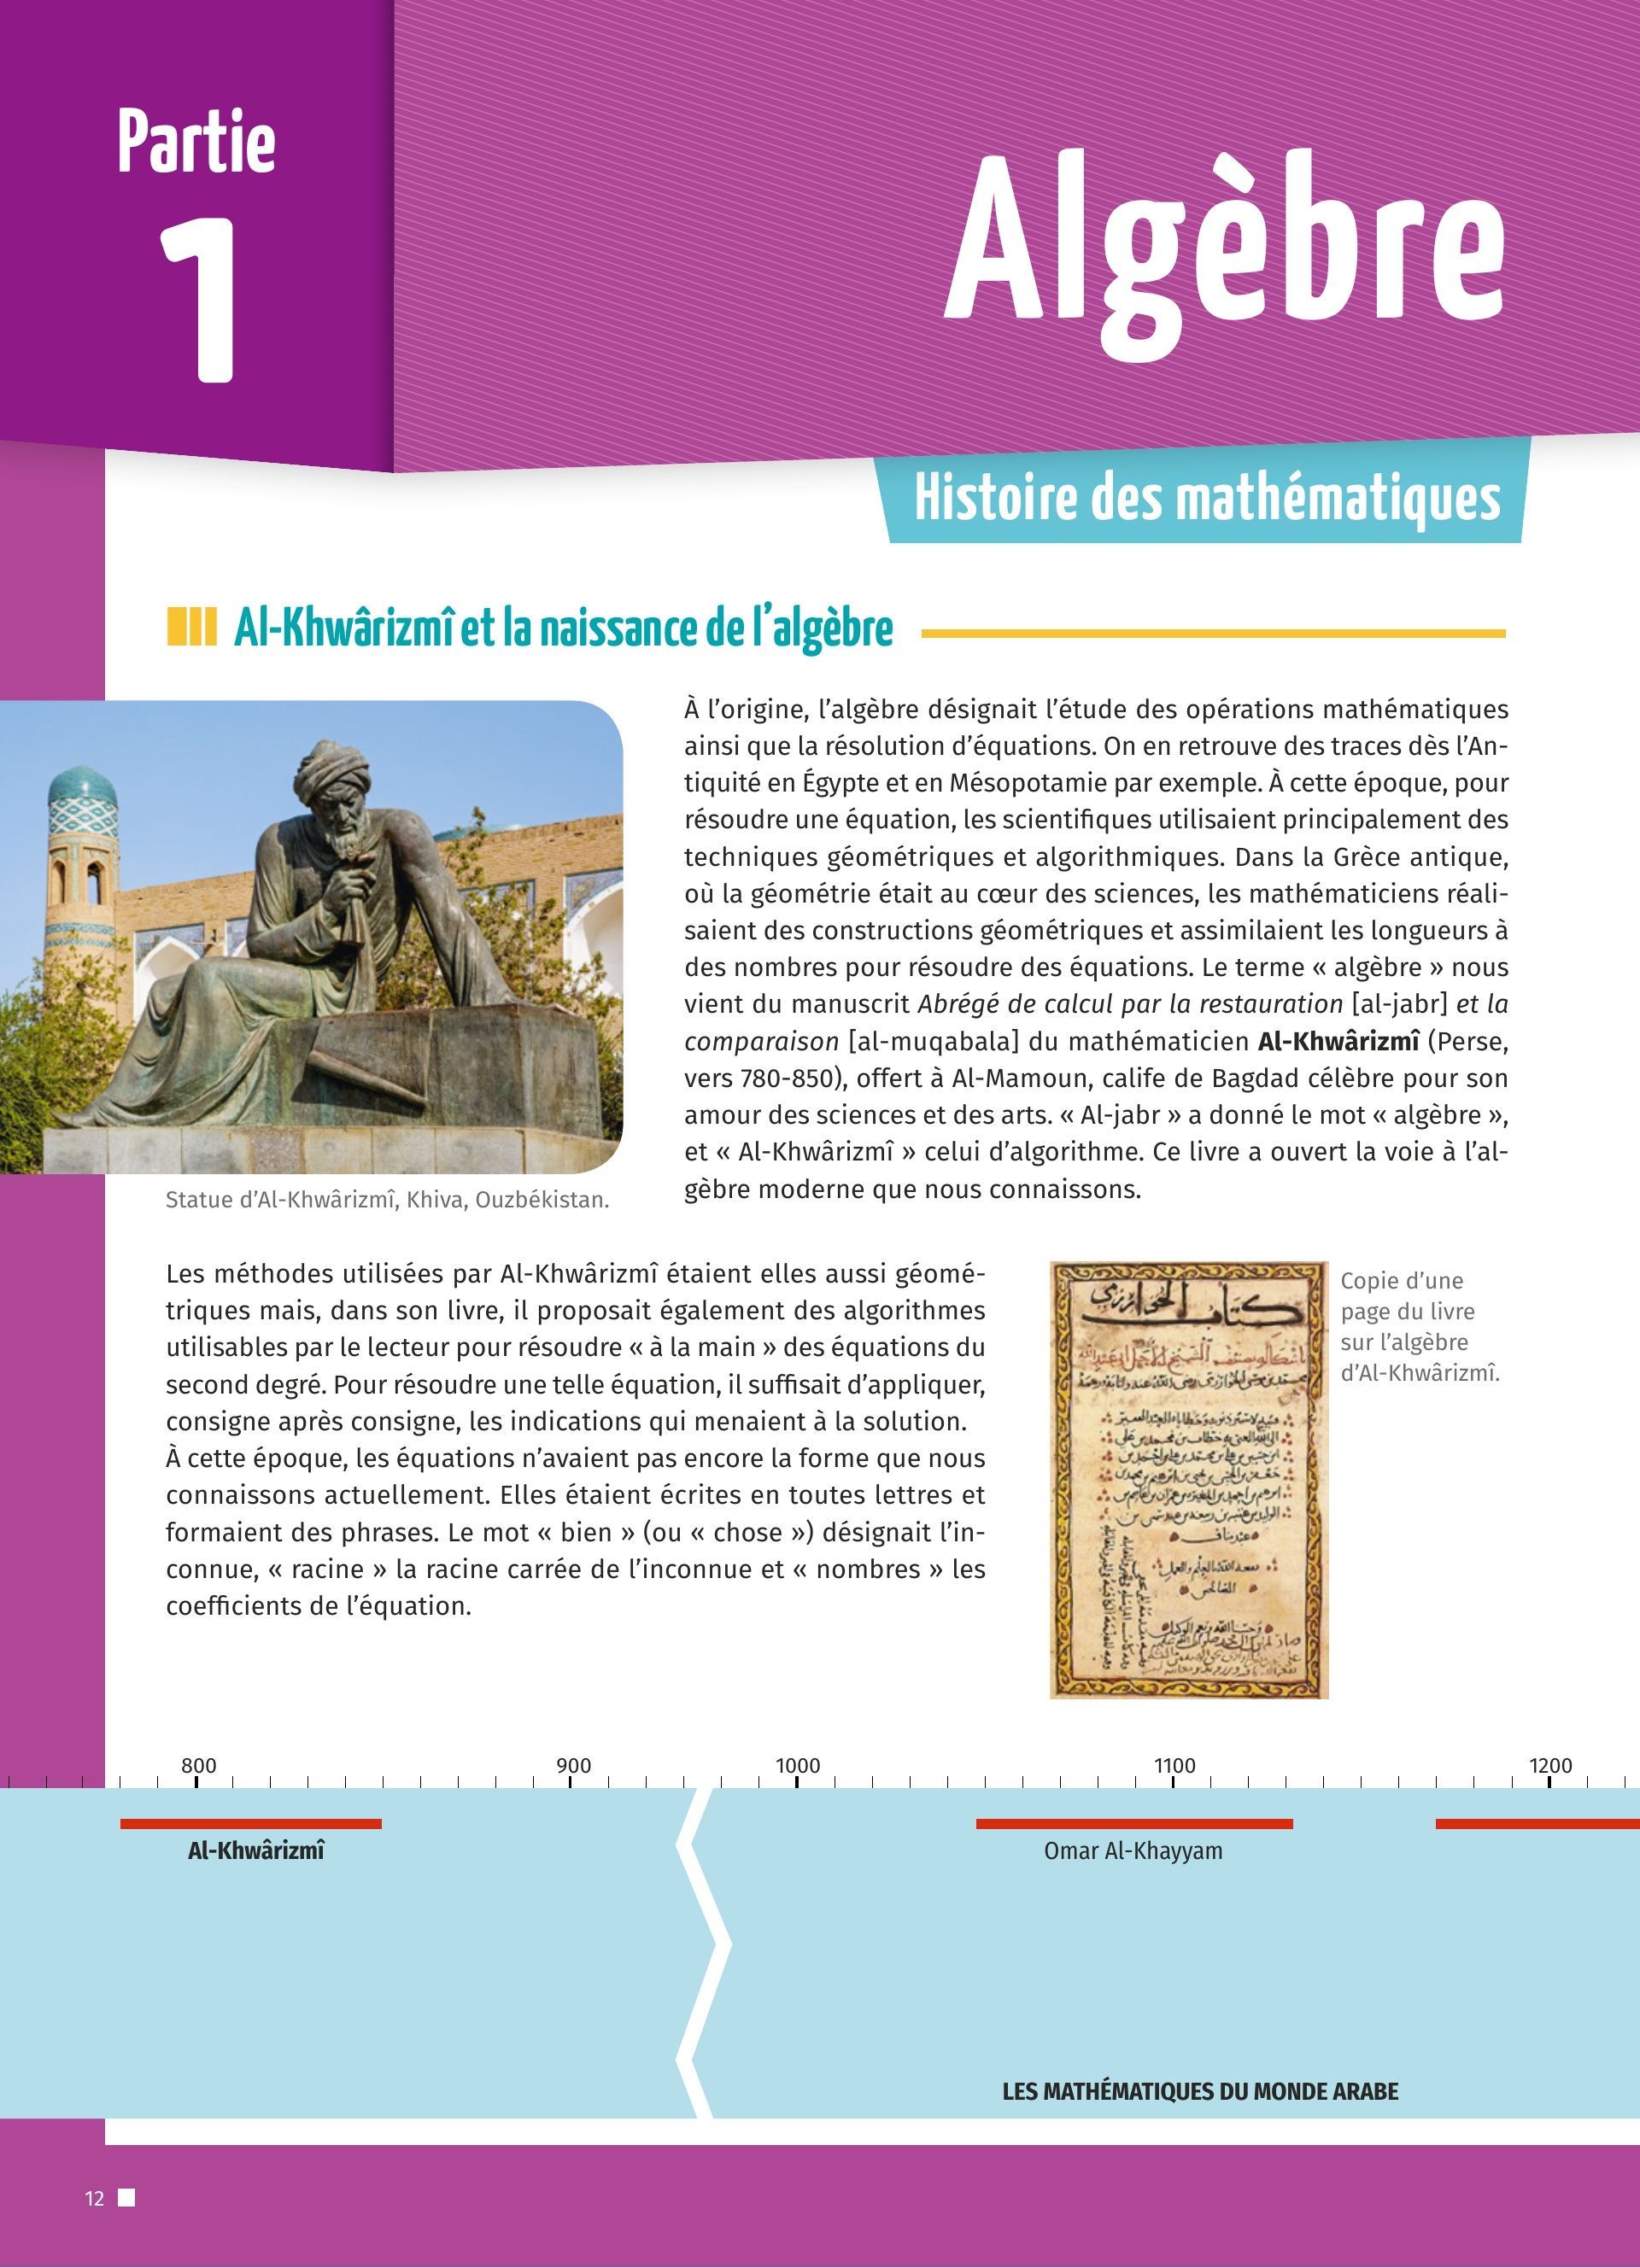 Partie
1
Algèbre
Histoire des mathématiques
Al-Khwârizmî et la naissance de l’algèbre
À l’origine, l’algèbre désignait l’étude des opérations mathématiques
ainsi que la résolution d’équations. On en retrouve des traces dès l’An-
tiquité en Égypte et en Mésopotamie par exemple. À cette époque, pour
résoudre une équation, les scientifiques utilisaient principalement des
techniques géométriques et algorithmiques. Dans la Grèce antique,
où la géométrie était au cœur des sciences, les mathématiciens réali-
saient des constructions géométriques et assimilaient les longueurs à
des nombres pour résoudre des équations. Le terme « algèbre » nous
vient du manuscrit Abrégé de calcul par la restauration [al-jabr] et la
comparaison [al-muqabala] du mathématicien Al-Khwârizmî (Perse,
vers 780-850), offert à Al-Mamoun, calife de Bagdad célèbre pour son
amour des sciences et des arts. « Al-jabr » a donné le mot « algèbre »,
et « Al-Khwârizmî » celui d’algorithme. Ce livre a ouvert la voie à l’al-
gèbre moderne que nous connaissons.
Statue d’Al-Khwârizmî, Khiva, Ouzbékistan.
Les méthodes utilisées par Al-Khwârizmî étaient elles aussi géomé-
triques mais, dans son livre, il proposait également des algorithmes
utilisables par le lecteur pour résoudre « à la main » des équations du
second degré. Pour résoudre une telle équation, il suffisait d’appliquer,
consigne après consigne, les indications qui menaient à la solution.
À cette époque, les équations n’avaient pas encore la forme que nous
connaissons actuellement. Elles étaient écrites en toutes lettres et
formaient des phrases. Le mot « bien » (ou « chose ») désignait l’in-
connue, « racine » la racine carrée de l’inconnue et « nombres » les
coefficients de l’équation.
كتاب الخوارزمي
Copie d’une
page du livre
sur l’algèbre
d’Al-Khwârizmî.
800 900 1000 1100 1200
Al-Khwârizmî
Omar Al-Khayyam
LES MATHÉMATIQUES DU MONDE ARABE
12